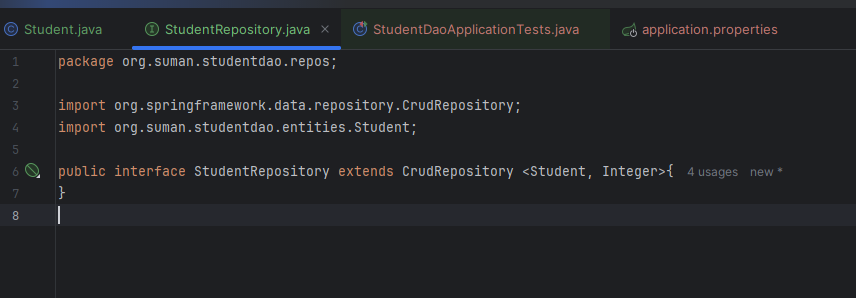 Student.java StudentRepository.java × StudentDaoApplicationTests.java application.properties
1 package org.suman.studentdao.repos;
2
3 import org.springframework.data.repository.CrudRepository;
4 import org.suman.studentdao.entities.Student;
5
6 public interface StudentRepository extends CrudRepository <Student, Integer>{ 4 usages new *
7 }
8